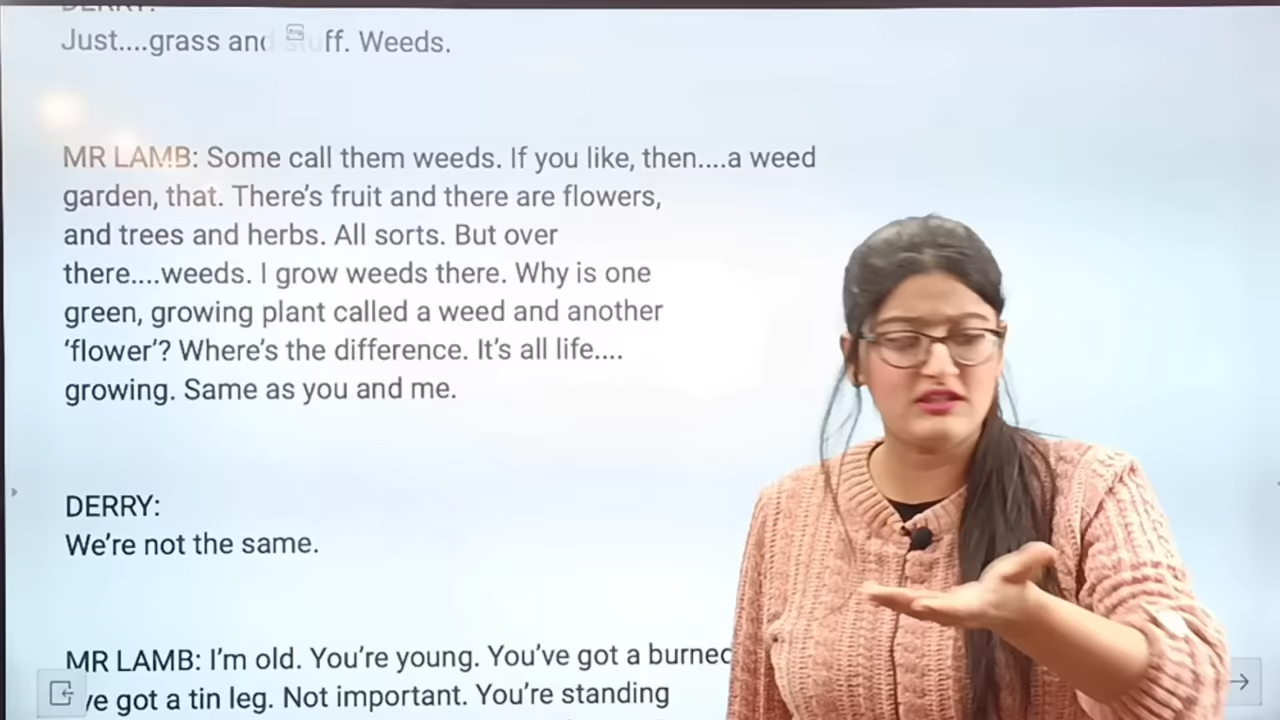 DERRY:
Just....grass and stuff. Weeds.
MR LAMB: Some call them weeds. If you like, then....a weed
garden, that. There's fruit and there are flowers,
and trees and herbs. All sorts. But over
there....weeds. I grow weeds there. Why is one
green, growing plant called a weed and another
‘flower’? Where's the difference. It's all life....
growing. Same as you and me.
DERRY:
We're not the same.
MR LAMB: I'm old. You're young. You've got a burned
've got a tin leg. Not important. You're standing